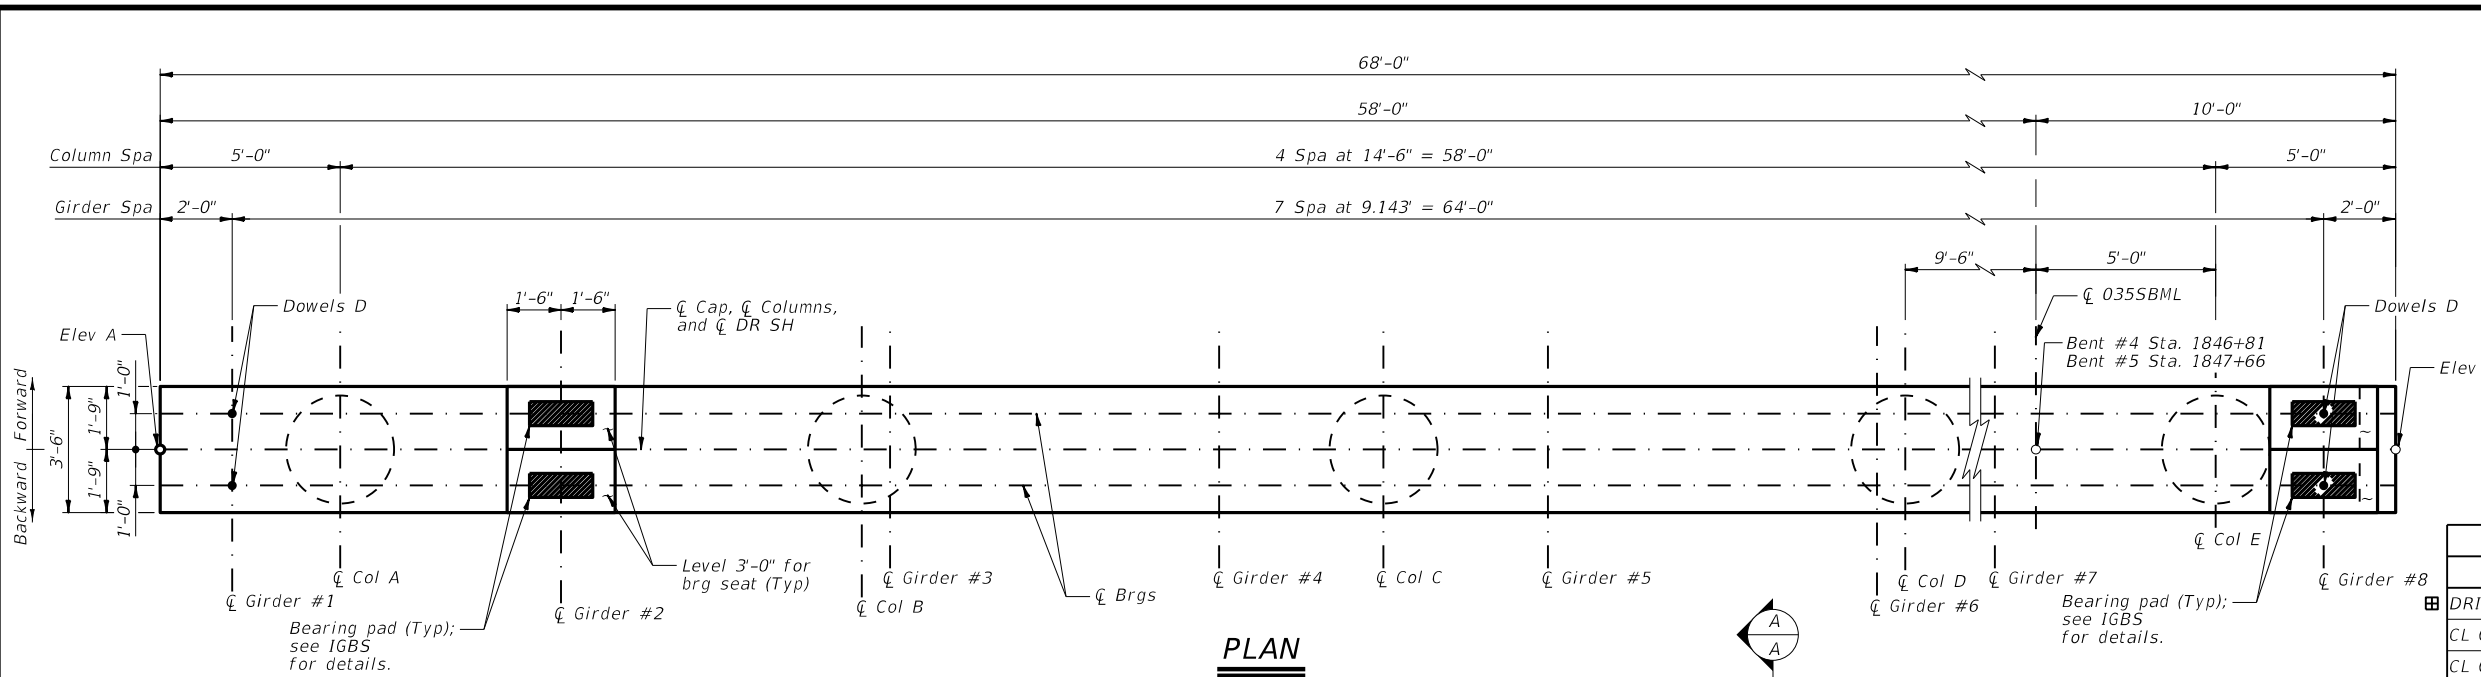 68'-0"
58'-0"
10'-0"
Column Spa
5'-0"
4 Spa at 14'-6" = 58'-0"
5'-0"
Girder Spa
2'-0"
7 Spa at 9.143' = 64'-0"
2'-0"
9'-6"
5'-0"
Dowels D
1'-6"
1'-6"
℄ Cap, ℄ Columns,
and ℄ DR SH
℄ 035SBML
Dowels D
Elev A
Bent #4 Sta. 1846+81
Bent #5 Sta. 1847+66
Elev
Backward Forward
3'-6"
1'-9"
1'-9"
1'-0"
1'-0"
℄ Col A
℄ Girder #1
℄ Girder #2
Bearing pad (Typ);
see IGBS
for details.
Level 3'-0" for
brg seat (Typ)
℄ Girder #3
℄ Col B
℄ Brgs
℄ Girder #4
℄ Col C
℄ Girder #5
℄ Col D
℄ Girder #6
℄ Girder #7
℄ Col E
Bearing pad (Typ);
see IGBS
for details.
℄ Girder #8
PLAN
A
A
DRI
CL
CL